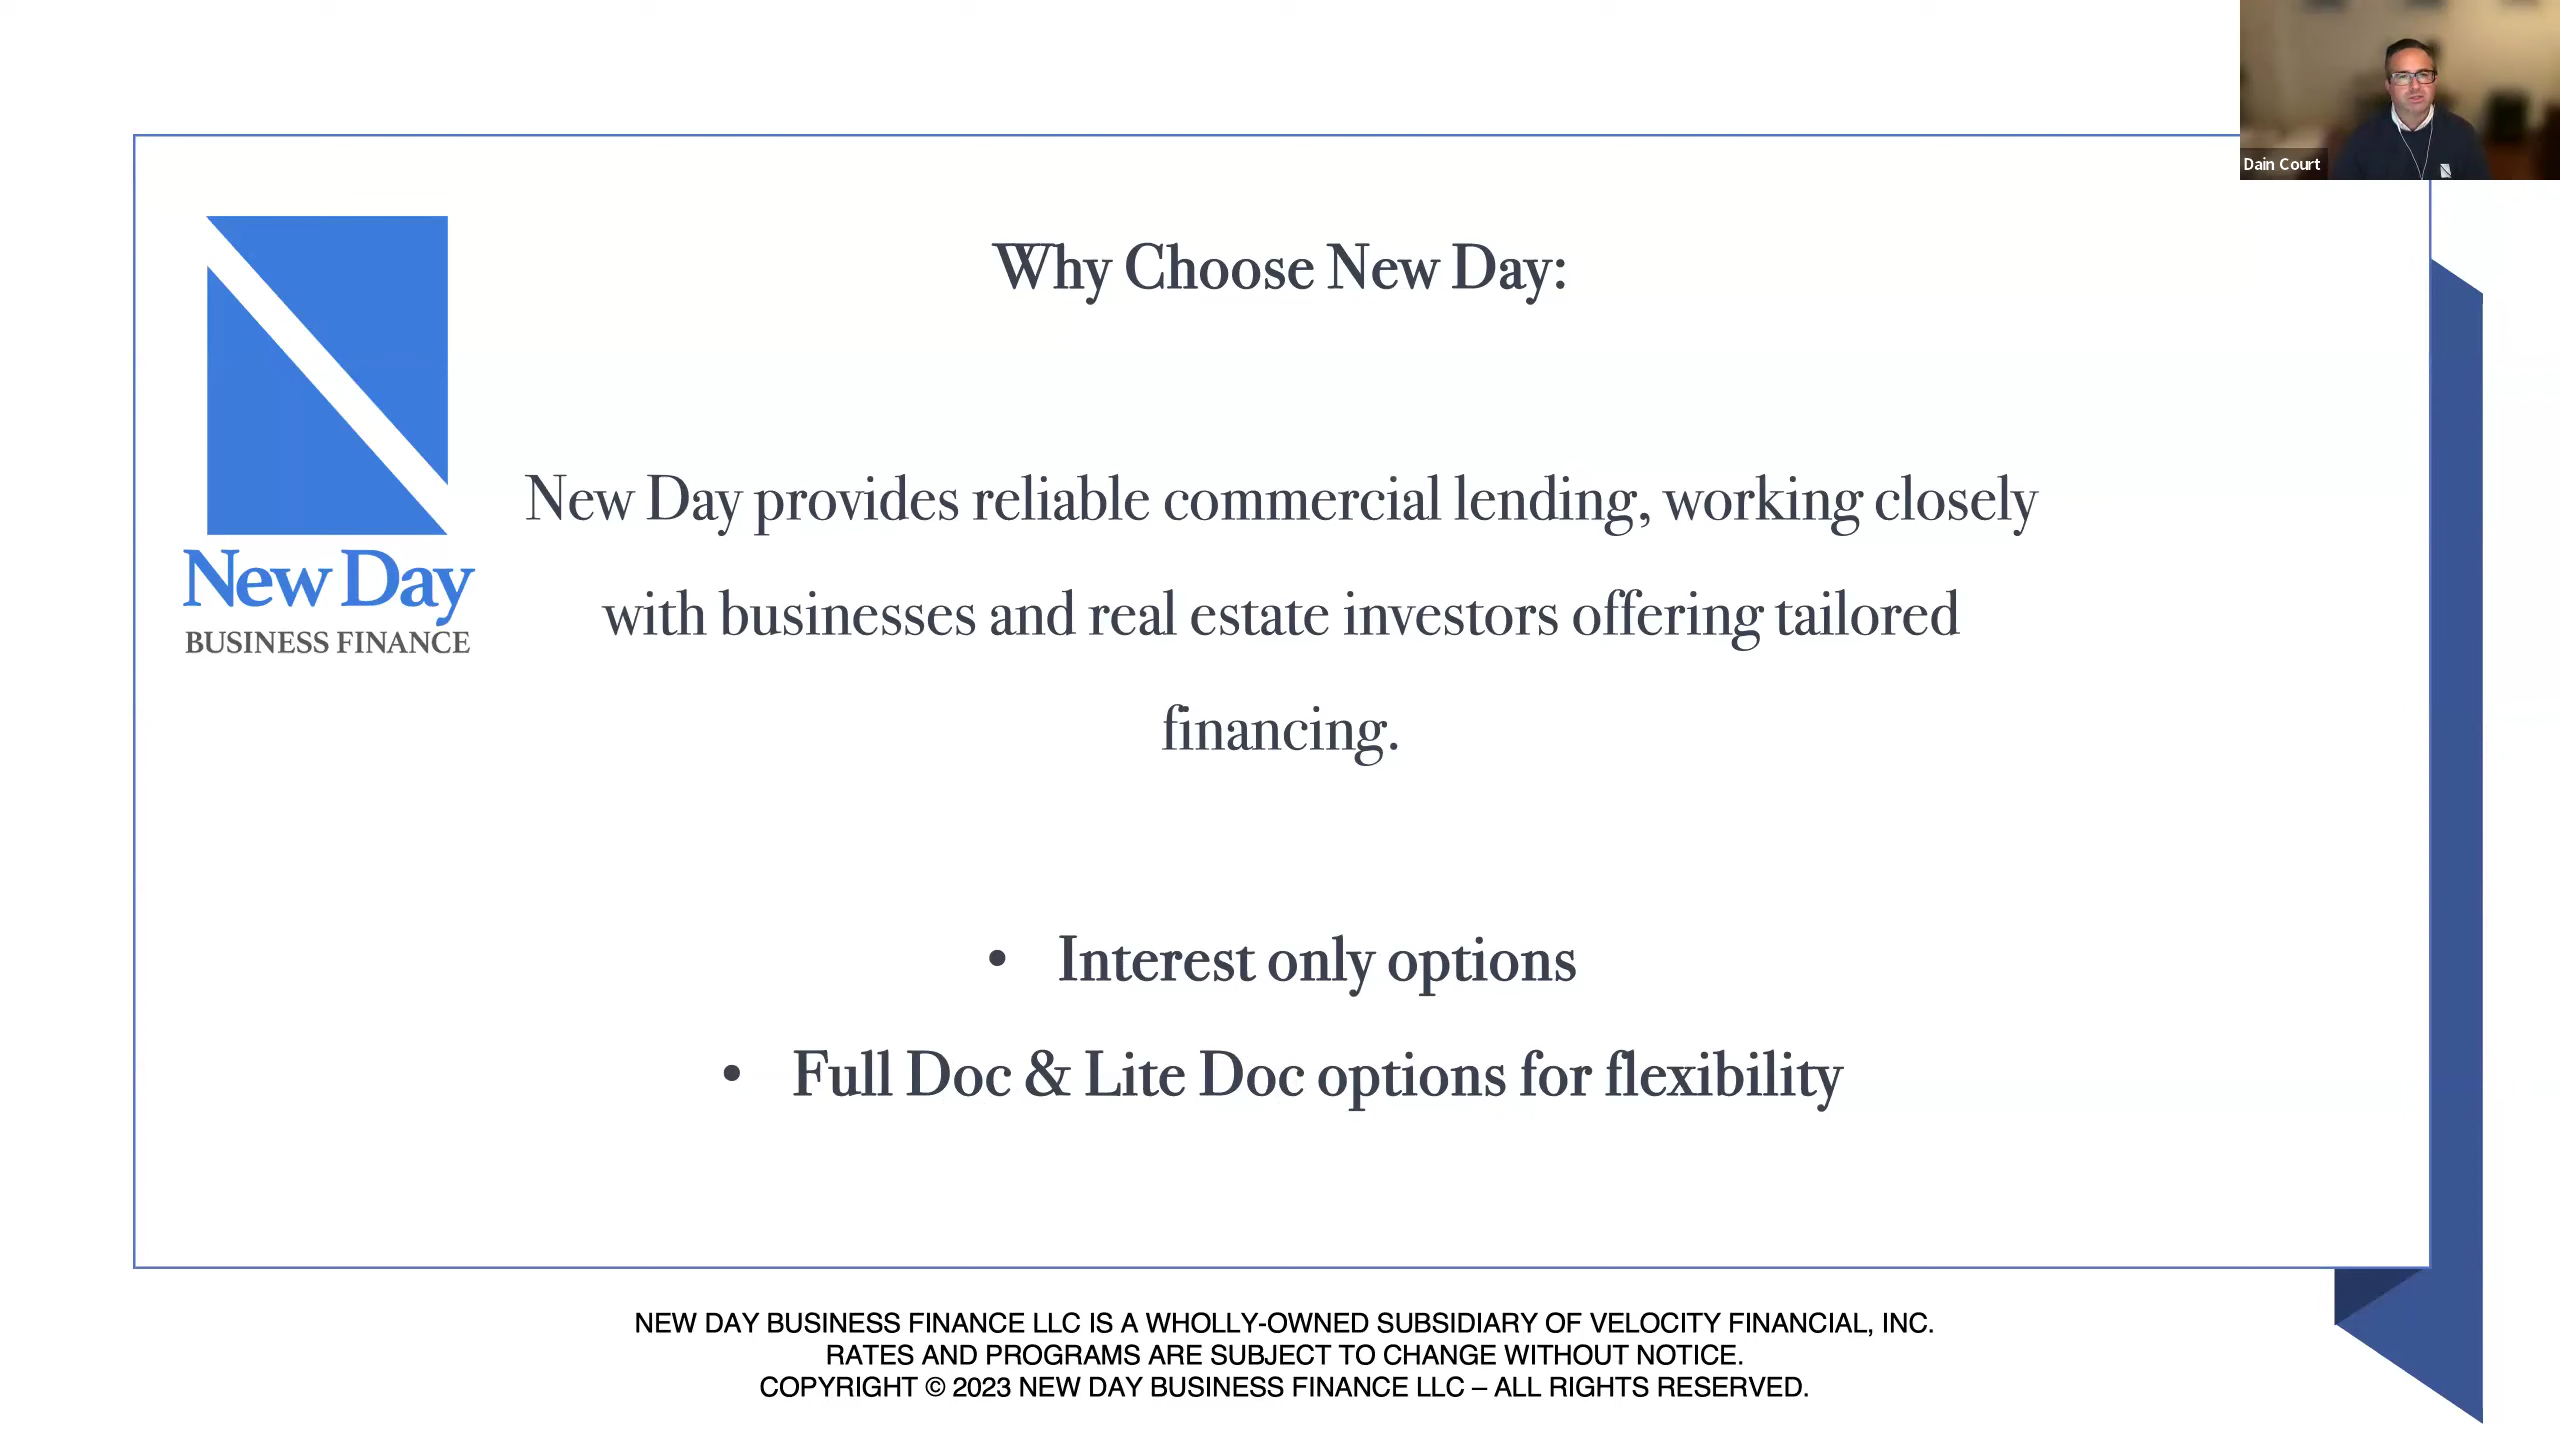 Dain Court
Why Choose New Day:
New Day
BUSINESS FINANCE
New Day provides reliable commercial lending, working closely
with businesses and real estate investors offering tailored
financing.
• Interest only options
• Full Doc & Lite Doc options for flexibility
NEW DAY BUSINESS FINANCE LLC IS A WHOLLY-OWNED SUBSIDIARY OF VELOCITY FINANCIAL, INC.
RATES AND PROGRAMS ARE SUBJECT TO CHANGE WITHOUT NOTICE.
COPYRIGHT © 2023 NEW DAY BUSINESS FINANCE LLC – ALL RIGHTS RESERVED.